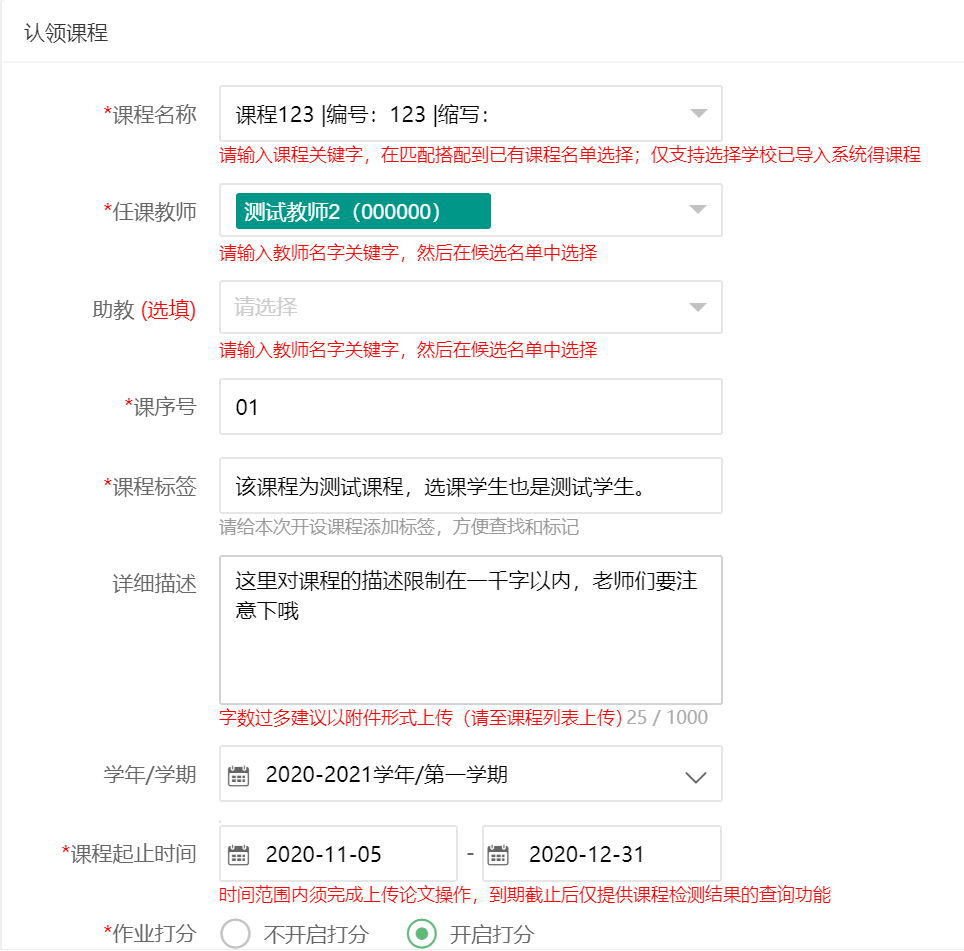 认领课程
*课程名称 课程123 |编号：123 |缩写：
请输入课程关键字，在匹配搭配到已有课程名单选择；仅支持选择学校已导入系统得课程
*任课教师 测试教师2（000000）
请输入教师名字关键字，然后在候选名单中选择
助教 (选填) 请选择
请输入教师名字关键字，然后在候选名单中选择
*课序号 01
*课程标签 该课程为测试课程，选课学生也是测试学生。
请给本次开设课程添加标签，方便查找和标记
详细描述 这里对课程的描述限制在一千字以内，老师们要注
意下哦
字数过多建议以附件形式上传（请至课程列表上传) 25 / 1000
学年/学期 2020-2021学年/第一学期
*课程起止时间 2020-11-05 - 2020-12-31
时间范围内须完成上传论文操作，到期截止后仅提供课程检测结果的查询功能
*作业打分 不开启打分 开启打分